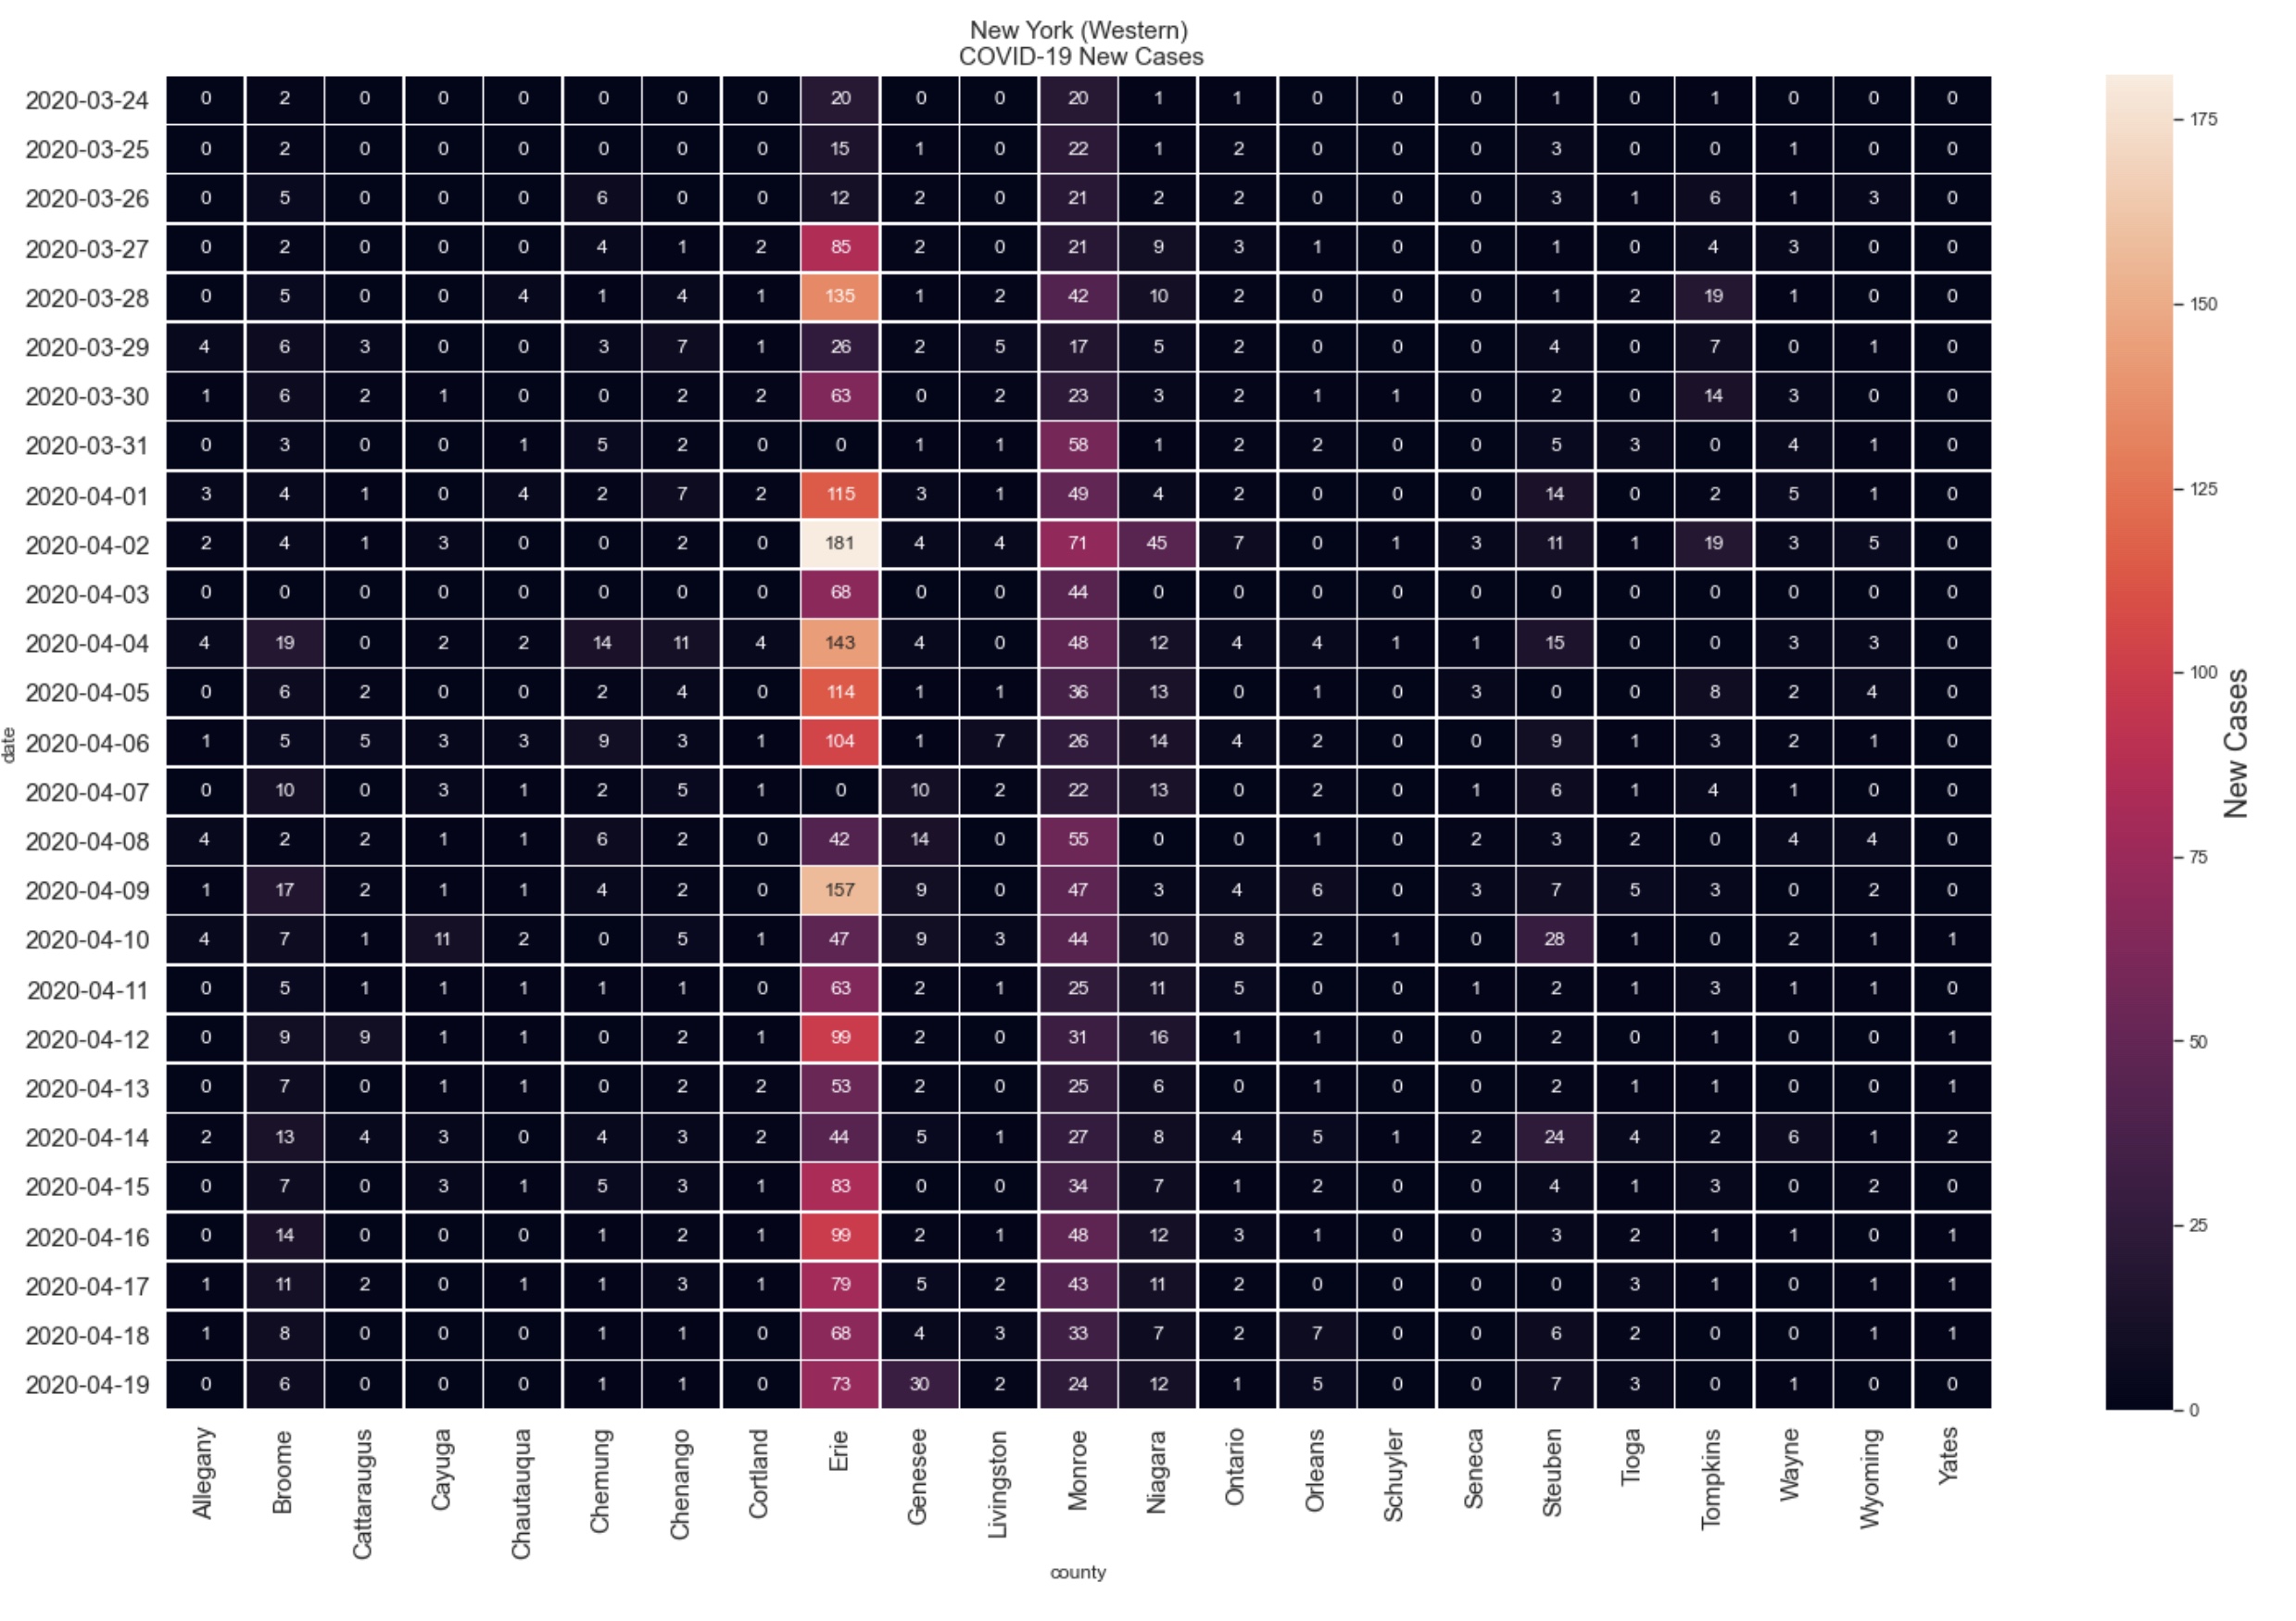 New York (Western)
COVID-19 New Cases
2020-03-24 0 2 0 0 0 0 0 0 20 0 0 20 1 1 0 0 0 1 0 1 0 0 0
2020-03-25 0 2 0 0 0 0 0 0 15 1 0 22 1 2 0 0 0 3 0 0 1 0 0
2020-03-26 0 5 0 0 0 6 0 0 12 2 0 21 2 2 0 0 0 3 1 6 1 3 0
2020-03-27 0 2 0 0 0 4 1 2 85 2 0 21 9 3 1 0 0 1 0 4 3 0 0
2020-03-28 0 5 0 0 4 1 4 1 135 1 2 42 10 2 0 0 0 1 2 19 1 0 0
2020-03-29 4 6 3 0 0 3 7 1 26 2 5 17 5 2 0 0 0 4 0 7 0 1 0
2020-03-30 1 6 2 1 0 0 2 2 63 0 2 23 3 2 1 1 0 2 0 14 3 0 0
2020-03-31 0 3 0 0 1 5 2 0 0 1 1 58 1 2 2 0 0 5 3 0 4 1 0
2020-04-01 3 4 1 0 4 2 7 2 115 3 1 49 4 2 0 0 0 14 0 2 5 1 0
2020-04-02 2 4 1 3 0 0 2 0 181 4 4 71 45 7 0 1 3 11 1 19 3 5 0
2020-04-03 0 0 0 0 0 0 0 0 68 0 0 44 0 0 0 0 0 0 0 0 0 0 0
2020-04-04 4 19 0 2 2 14 11 4 143 4 0 48 12 4 4 1 1 15 0 0 3 3 0
2020-04-05 0 6 2 0 0 2 4 0 114 1 1 36 13 0 1 0 3 0 0 8 2 4 0
2020-04-06 1 5 5 3 3 9 3 1 104 1 7 26 14 4 2 0 0 9 1 3 2 1 0
2020-04-07 0 10 0 3 1 2 5 1 0 10 2 22 13 0 2 0 1 6 1 4 1 0 0
2020-04-08 4 2 2 1 1 6 2 0 42 14 0 55 0 0 1 0 2 3 2 0 4 4 0
2020-04-09 1 17 2 1 1 4 2 0 157 9 0 47 3 4 6 0 3 7 5 3 0 2 0
2020-04-10 4 7 1 11 2 0 5 1 47 9 3 44 10 8 2 1 0 28 1 0 2 1 1
2020-04-11 0 5 1 1 1 1 1 0 63 2 1 25 11 5 0 0 1 2 1 3 1 1 0
2020-04-12 0 9 9 1 1 0 2 1 99 2 0 31 16 1 1 0 0 2 0 1 0 0 1
2020-04-13 0 7 0 1 1 0 2 2 53 2 0 25 6 0 1 0 0 2 1 1 0 0 1
2020-04-14 2 13 4 3 0 4 3 2 44 5 1 27 8 4 5 1 2 24 4 2 6 1 2
2020-04-15 0 7 0 3 1 5 3 1 83 0 0 34 7 1 2 0 0 4 1 3 0 2 0
2020-04-16 0 14 0 0 0 1 2 1 99 2 1 48 12 3 1 0 0 3 2 1 1 0 1
2020-04-17 1 11 2 0 1 1 3 1 79 5 2 43 11 2 0 0 0 0 3 1 0 1 1
2020-04-18 1 8 0 0 0 1 1 0 68 4 3 33 7 2 7 0 0 6 2 0 0 1 1
2020-04-19 0 6 0 0 0 1 1 0 73 30 2 24 12 1 5 0 0 7 3 0 1 0 0
Allegany Broome Cattaraugus Cayuga Chautauqua Chemung Chenango Cortland Erie Genesee Livingston Monroe Niagara Ontario Orleans Schuyler Seneca Steuben Tioga Tompkins Wayne Wyoming Yates
county
date
175
150
125
100
75
50
25
0
New Cases